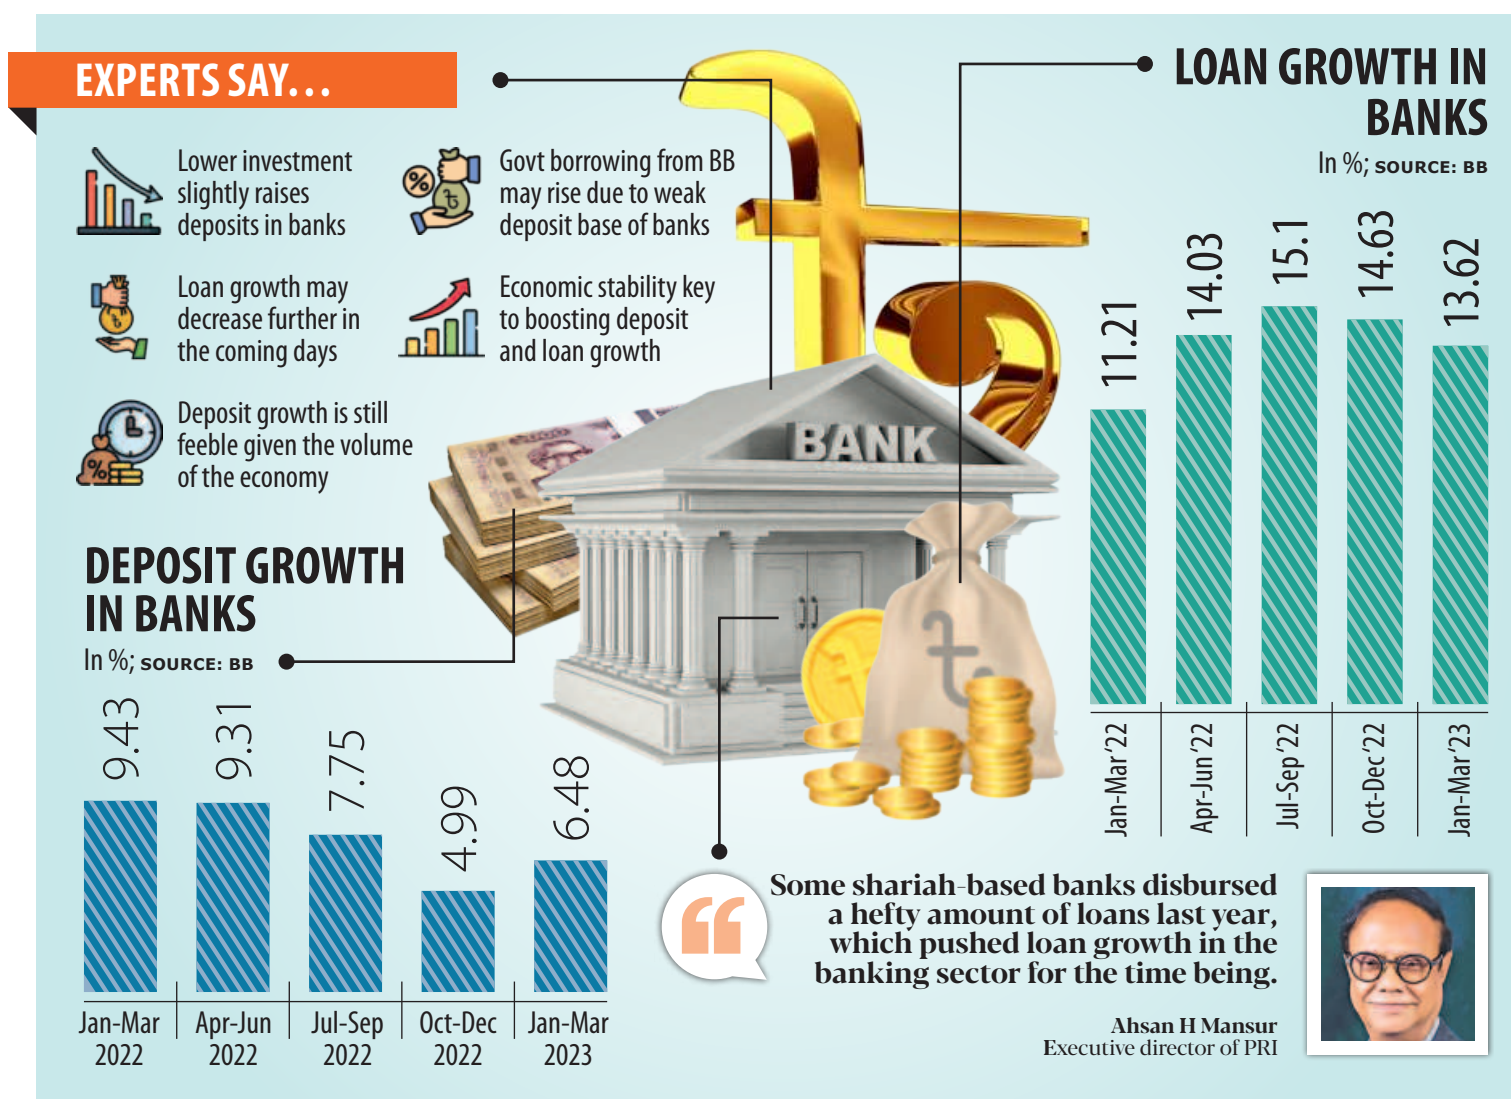 EXPERTS SAY...
Lower investment
slightly raises
deposits in banks
Govt borrowing from BB
may rise due to weak
deposit base of banks
Loan growth may
decrease further in
the coming days
Economic stability key
to boosting deposit
and loan growth
Deposit growth is still
feeble given the volume
of the economy
BANK
DEPOSIT GROWTH
IN BANKS
In %; SOURCE: BB
9.43
9.31
7.75
4.99
6.48
Jan-Mar
2022
Apr-Jun
2022
Jul-Sep
2022
Oct-Dec
2022
Jan-Mar
2023
LOAN GROWTH IN
BANKS
In %; SOURCE: BB
11.21
14.03
15.1
14.63
13.62
Jan-Mar ‘22
Apr-Jun ‘22
Jul-Sep ‘22
Oct-Dec ‘22
Jan-Mar ‘23
“
Some shariah-based banks disbursed
a hefty amount of loans last year,
which pushed loan growth in the
banking sector for the time being.
Ahsan H Mansur
Executive director of PRI